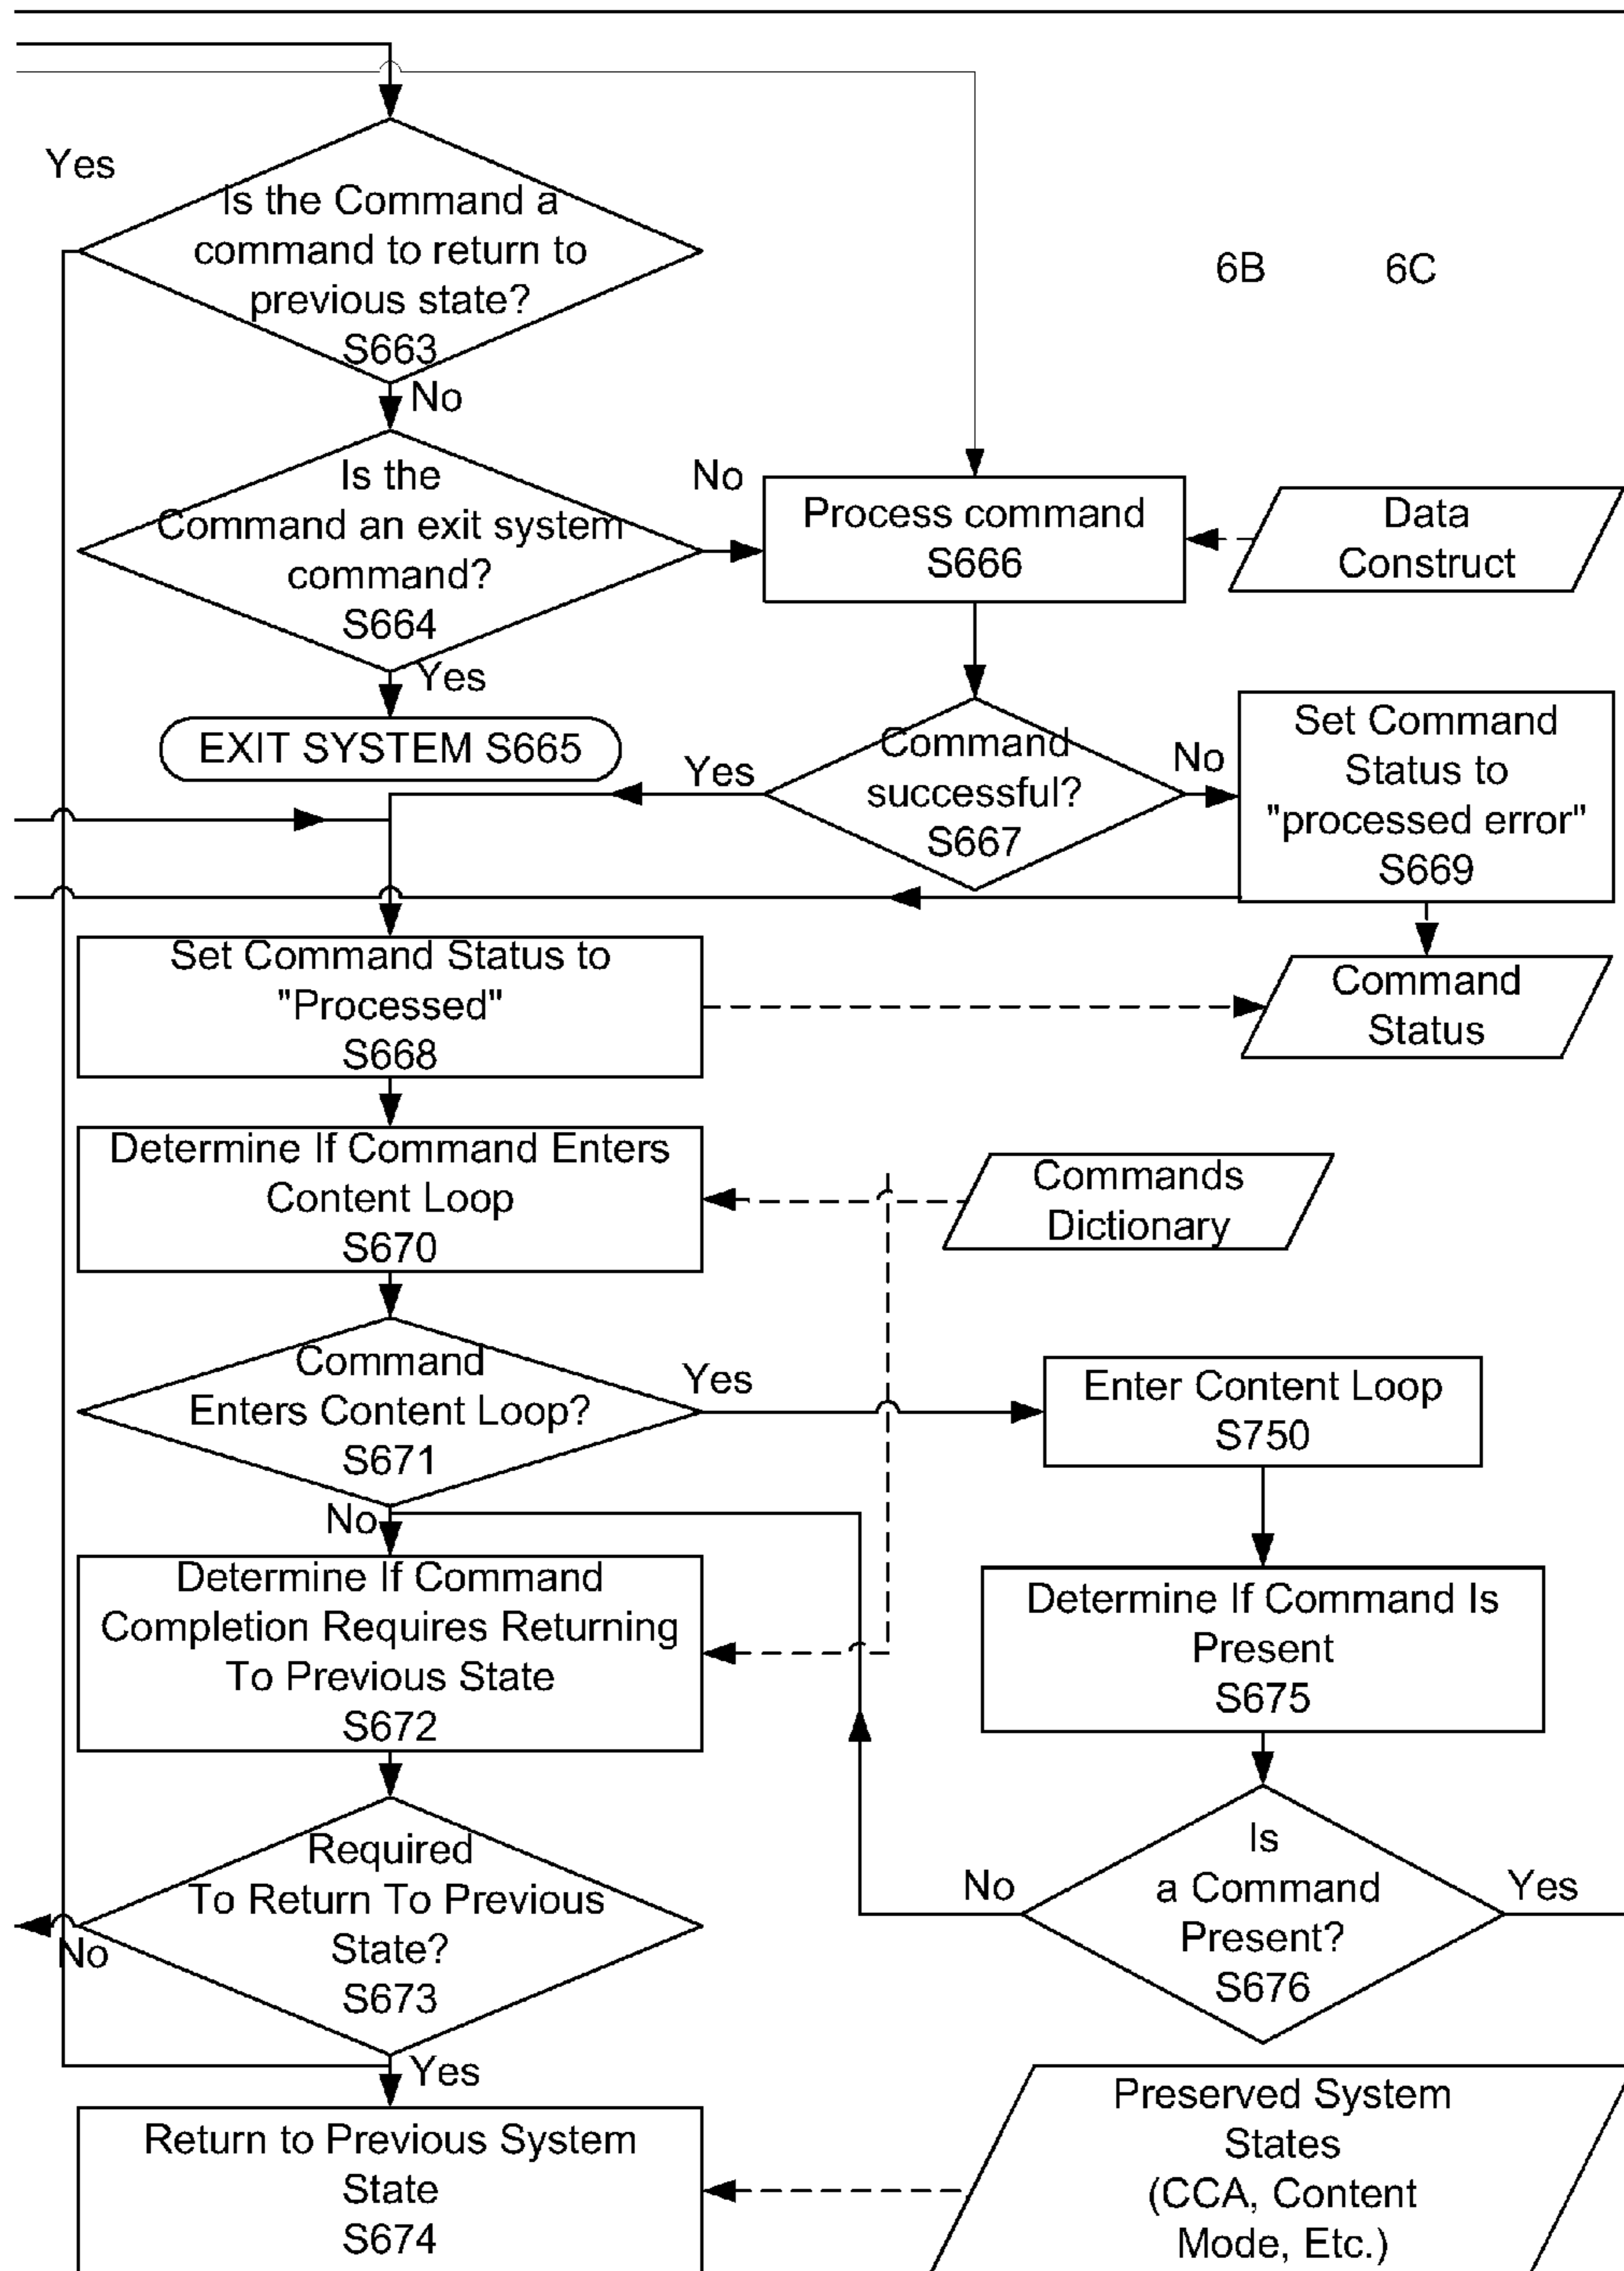 Yes
Is the Command a
command to return to
previous state?
S663
6B
6C
No
Is the
Command an exit system
command?
S664
No
Process command
S666
Data
Construct
Yes
EXIT SYSTEM S665
Command
successful?
S667
Yes
No
Set Command
Status to
"processed error"
S669
Set Command Status to
"Processed"
S668
Command
Status
Determine If Command Enters
Content Loop
S670
Commands
Dictionary
Command
Enters Content Loop?
S671
Yes
Enter Content Loop
S750
No
Determine If Command
Completion Requires Returning
To Previous State
S672
Determine If Command Is
Present
S675
Required
To Return To Previous
State?
S673
No
Is
a Command
Present?
S676
No
Yes
Yes
Return to Previous System
State
S674
Preserved System
States
(CCA, Content
Mode, Etc.)